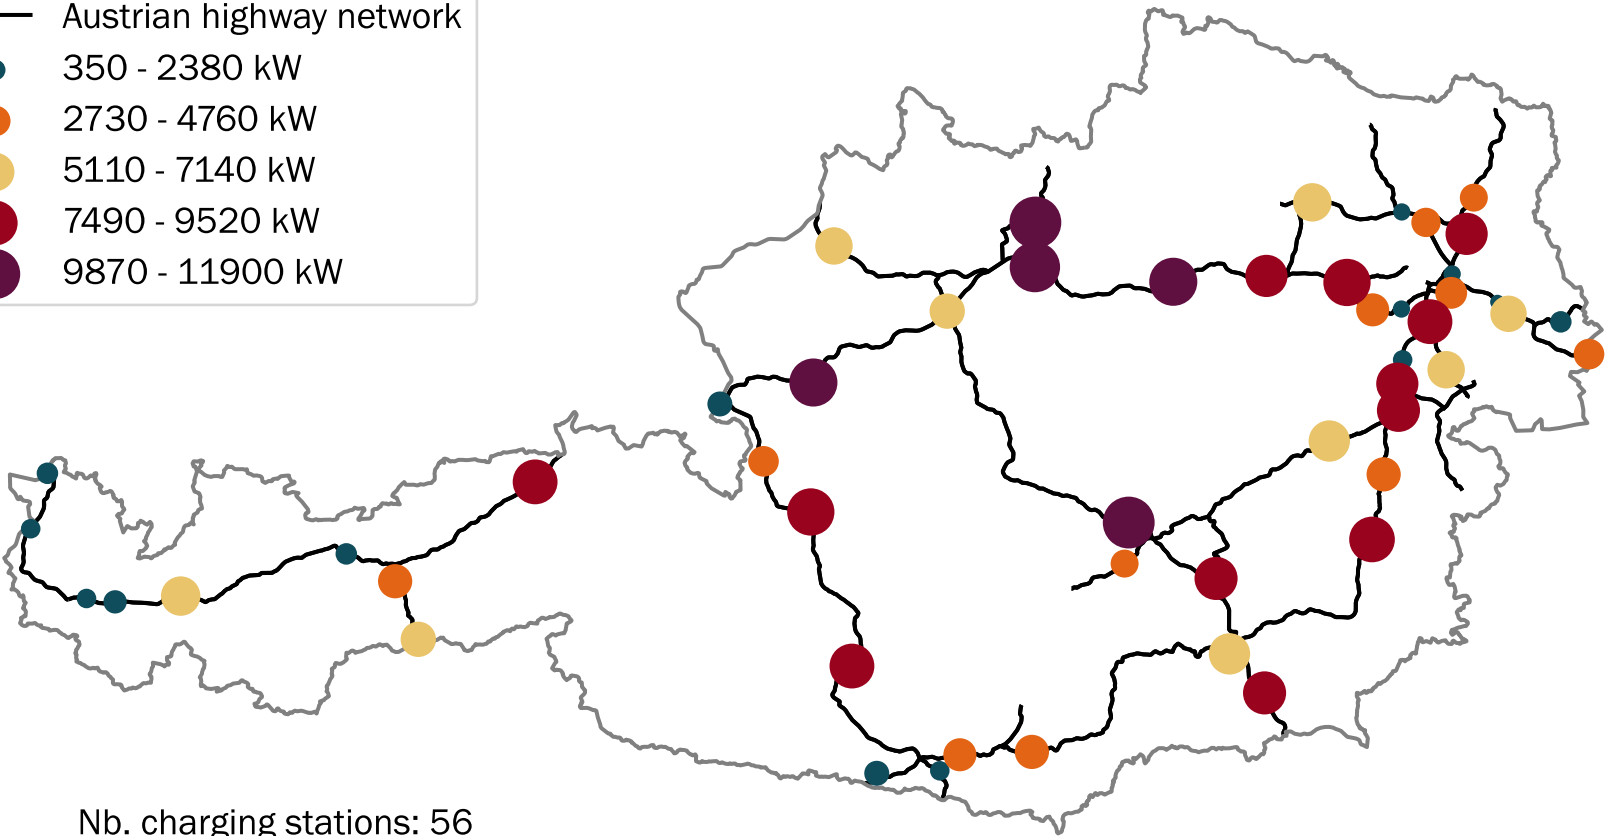 Austrian highway network
350 - 2380 kW
2730 - 4760 kW
5110 - 7140 kW
7490 - 9520 kW
9870 - 11900 kW
Nb. charging stations: 56